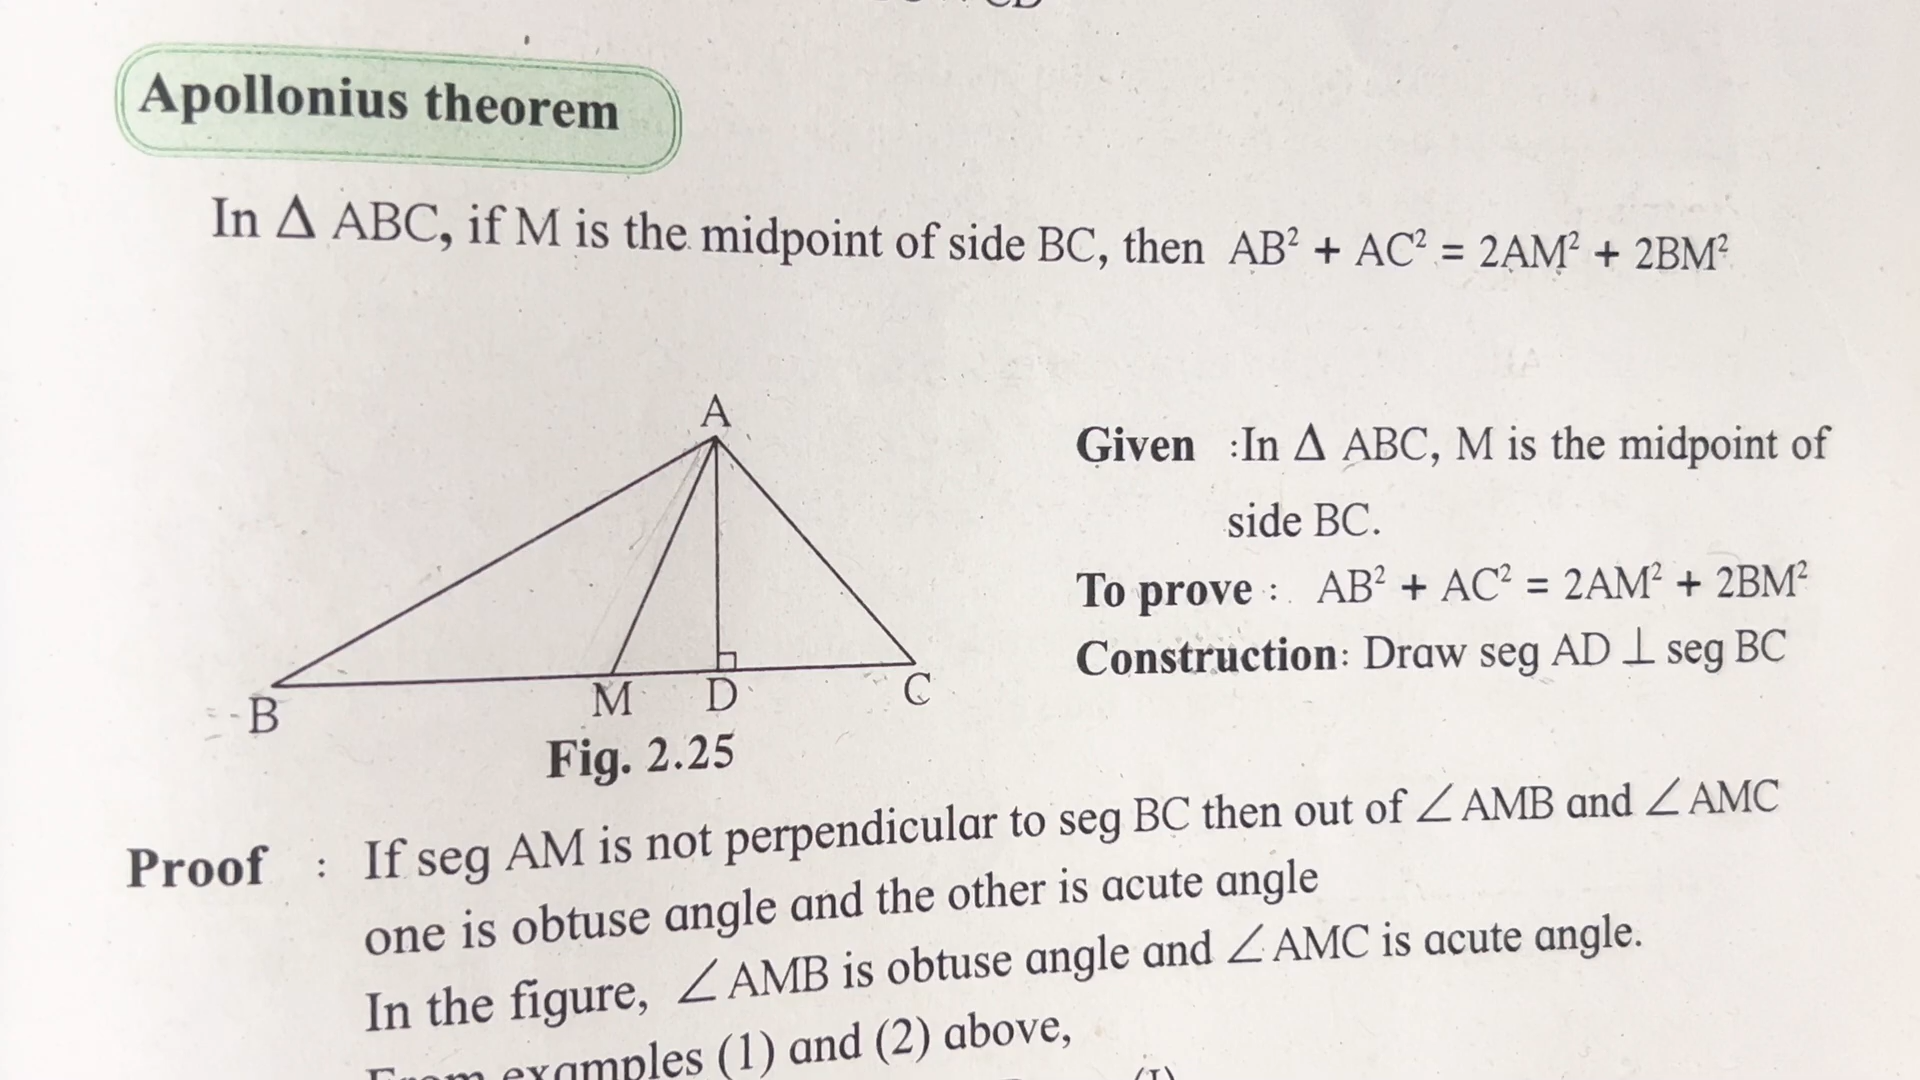 Apollonius theorem
In Δ ABC, if M is the midpoint of side BC, then AB² + AC² = 2AM² + 2BM²
A
B
M
D
C
Fig. 2.25
Given :In Δ ABC, M is the midpoint of
side BC.
To prove : AB² + AC² = 2AM² + 2BM²
Construction: Draw seg AD ⊥ seg BC
Proof : If seg AM is not perpendicular to seg BC then out of ∠AMB and ∠AMC
one is obtuse angle and the other is acute angle
In the figure, ∠AMB is obtuse angle and ∠AMC is acute angle.
From examples (1) and (2) above,